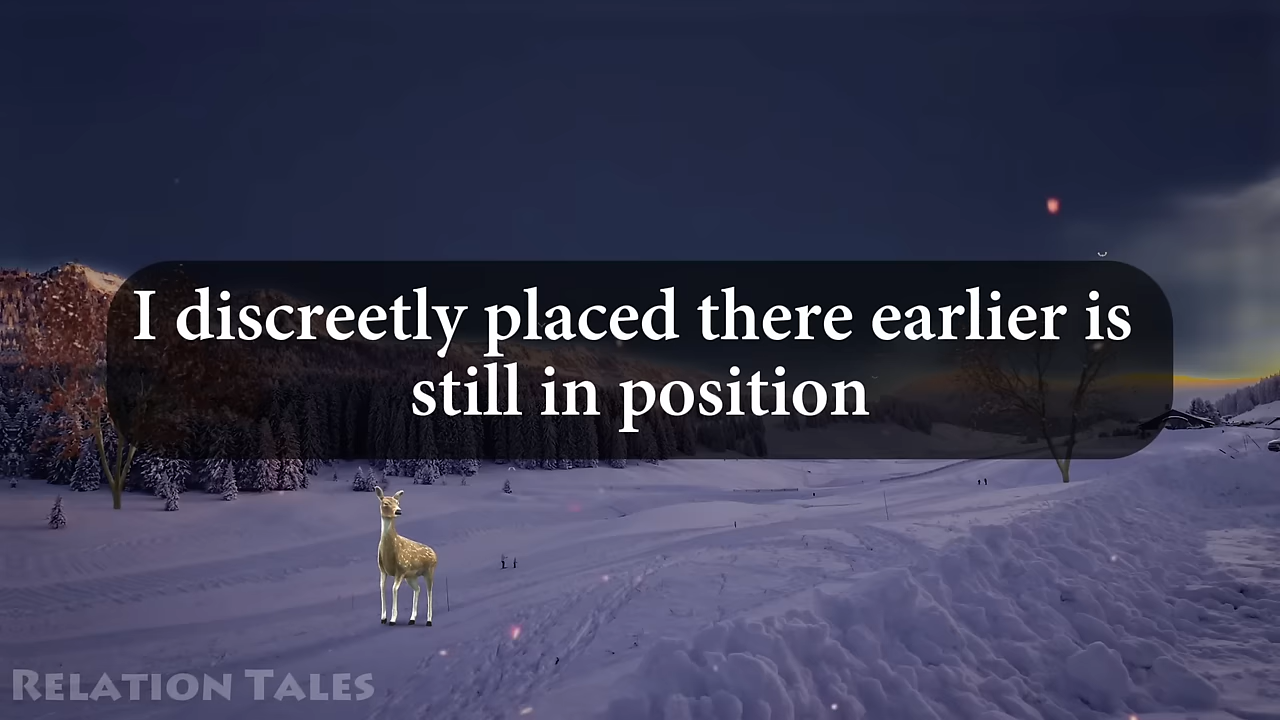 I discreetly placed there earlier is
still in position
RELATION TALES